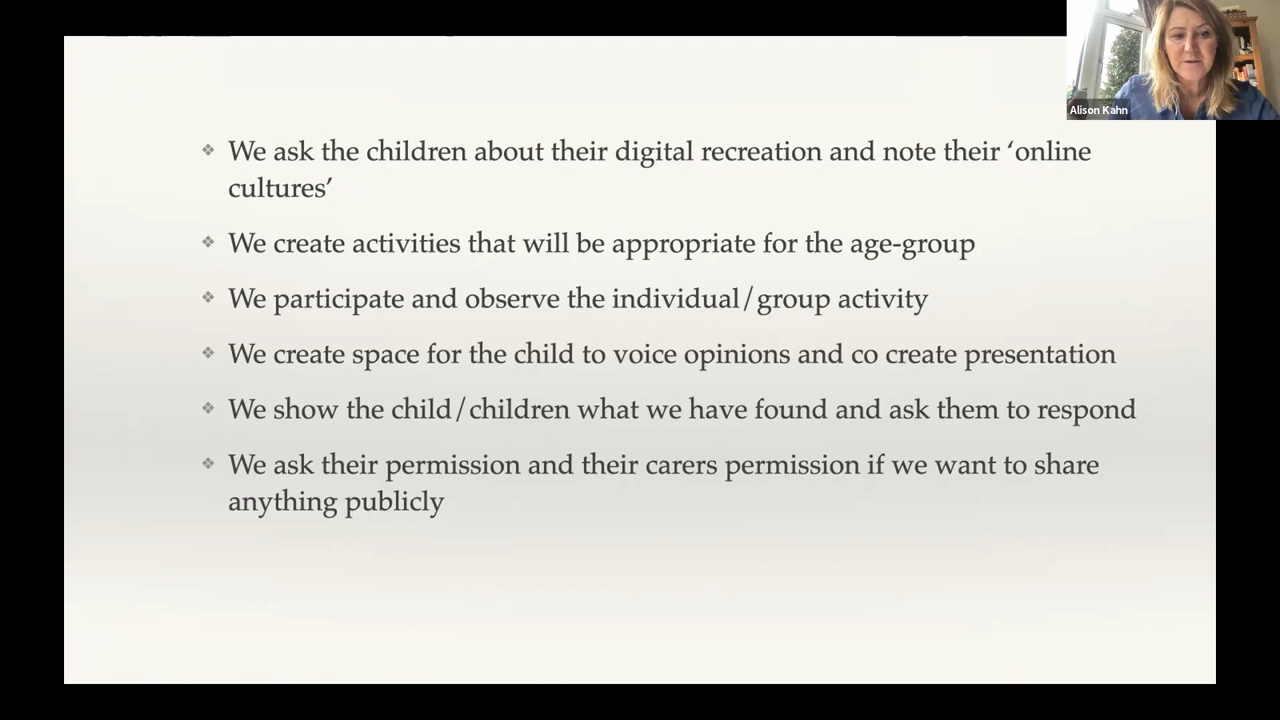 Alison Kahn
We ask the children about their digital recreation and note their ‘online
cultures’
We create activities that will be appropriate for the age-group
We participate and observe the individual/group activity
We create space for the child to voice opinions and co create presentation
We show the child/children what we have found and ask them to respond
We ask their permission and their carers permission if we want to share
anything publicly